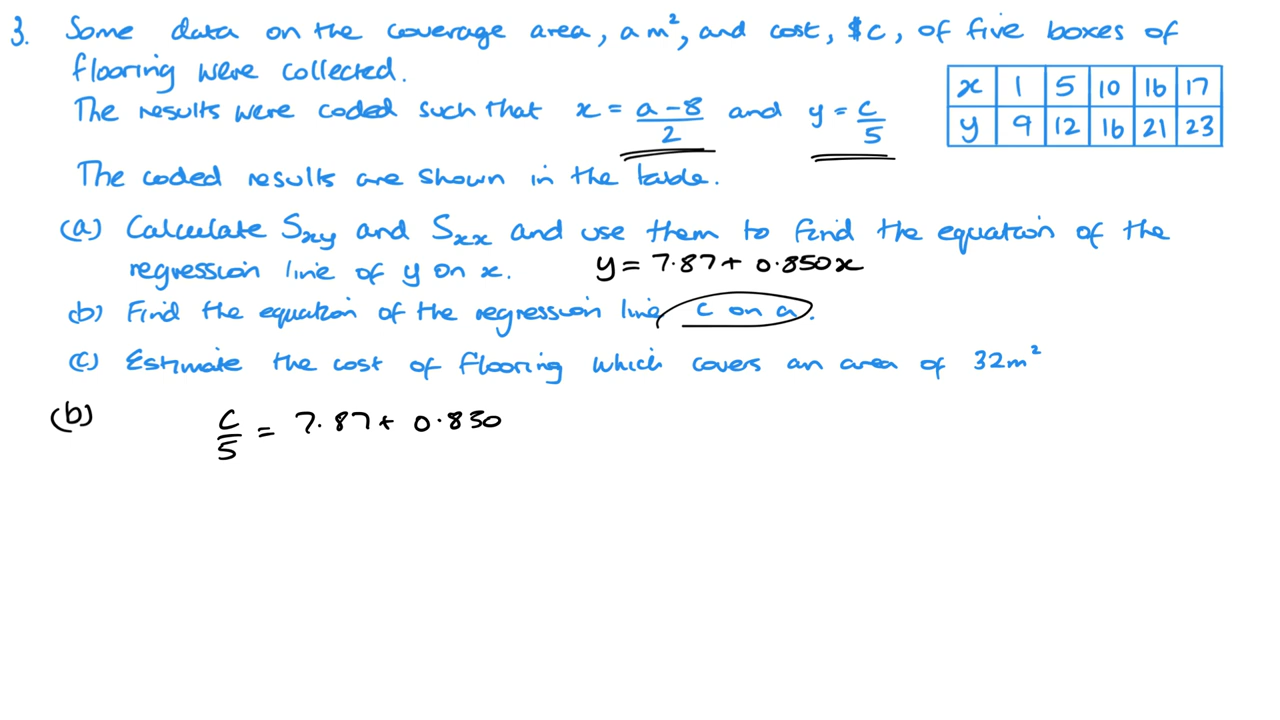 3. Some data on the coverage area, a m², and cost, $c, of five boxes of
flooring were collected.
x 1 5 10 16 17
y 9 12 16 21 23
The results were coded such that x = (a-8)/2 and y = c/5
The coded results are shown in the table.
(a) Calculate Sxy and Sxx and use them to find the equation of the
regression line of y on x. y = 7.87 + 0.850x
(b) Find the equation of the regression line c on a.
(c) Estimate the cost of flooring which covers an area of 32m²
(b) c/5 = 7.87 + 0.850